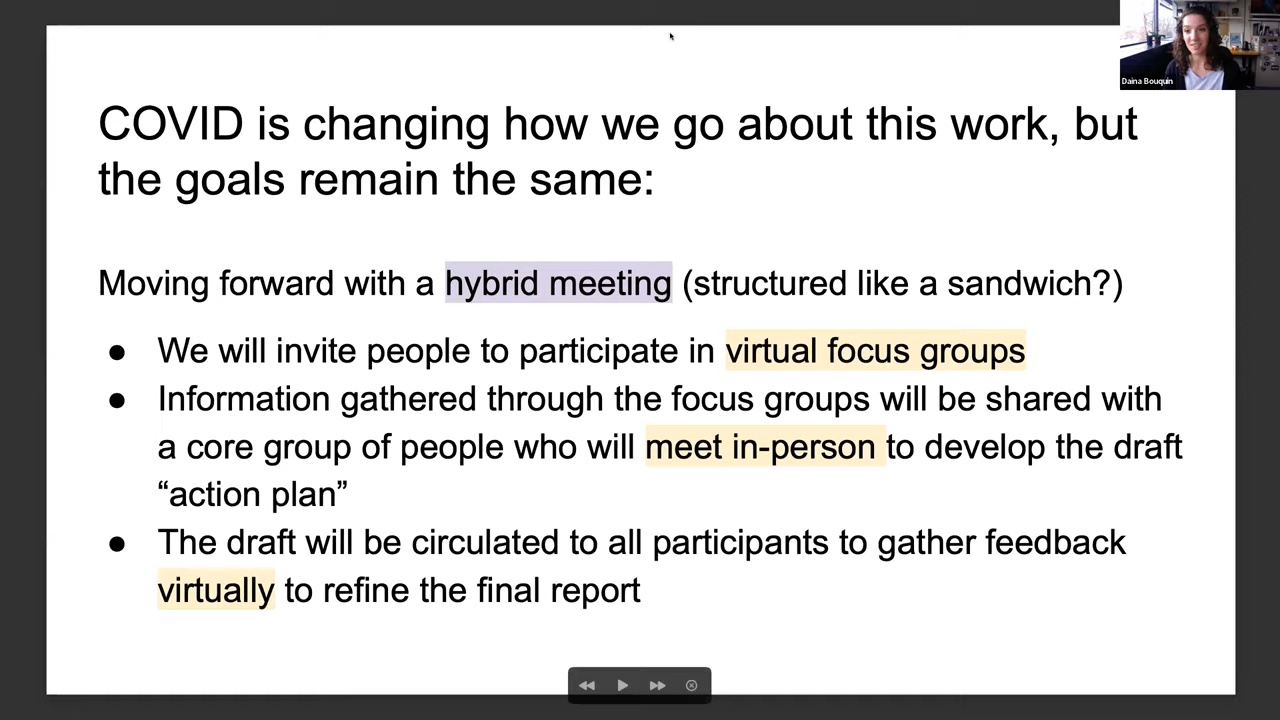 Daina Bouquin
COVID is changing how we go about this work, but
the goals remain the same:
Moving forward with a hybrid meeting (structured like a sandwich?)
● We will invite people to participate in virtual focus groups
● Information gathered through the focus groups will be shared with
a core group of people who will meet in-person to develop the draft
“action plan”
● The draft will be circulated to all participants to gather feedback
virtually to refine the final report